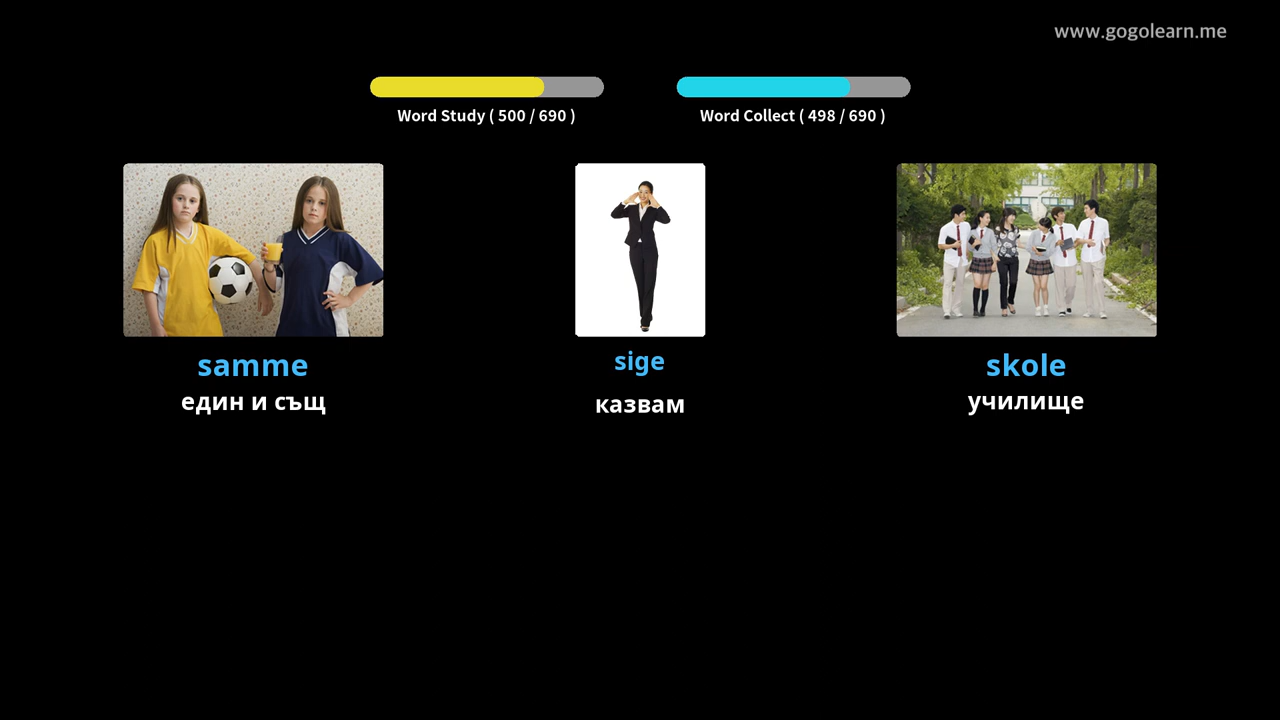 www.gogolearn.me
Word Study ( 500 / 690 )
Word Collect ( 498 / 690 )
samme
sige
skole
един и същ
казвам
училище